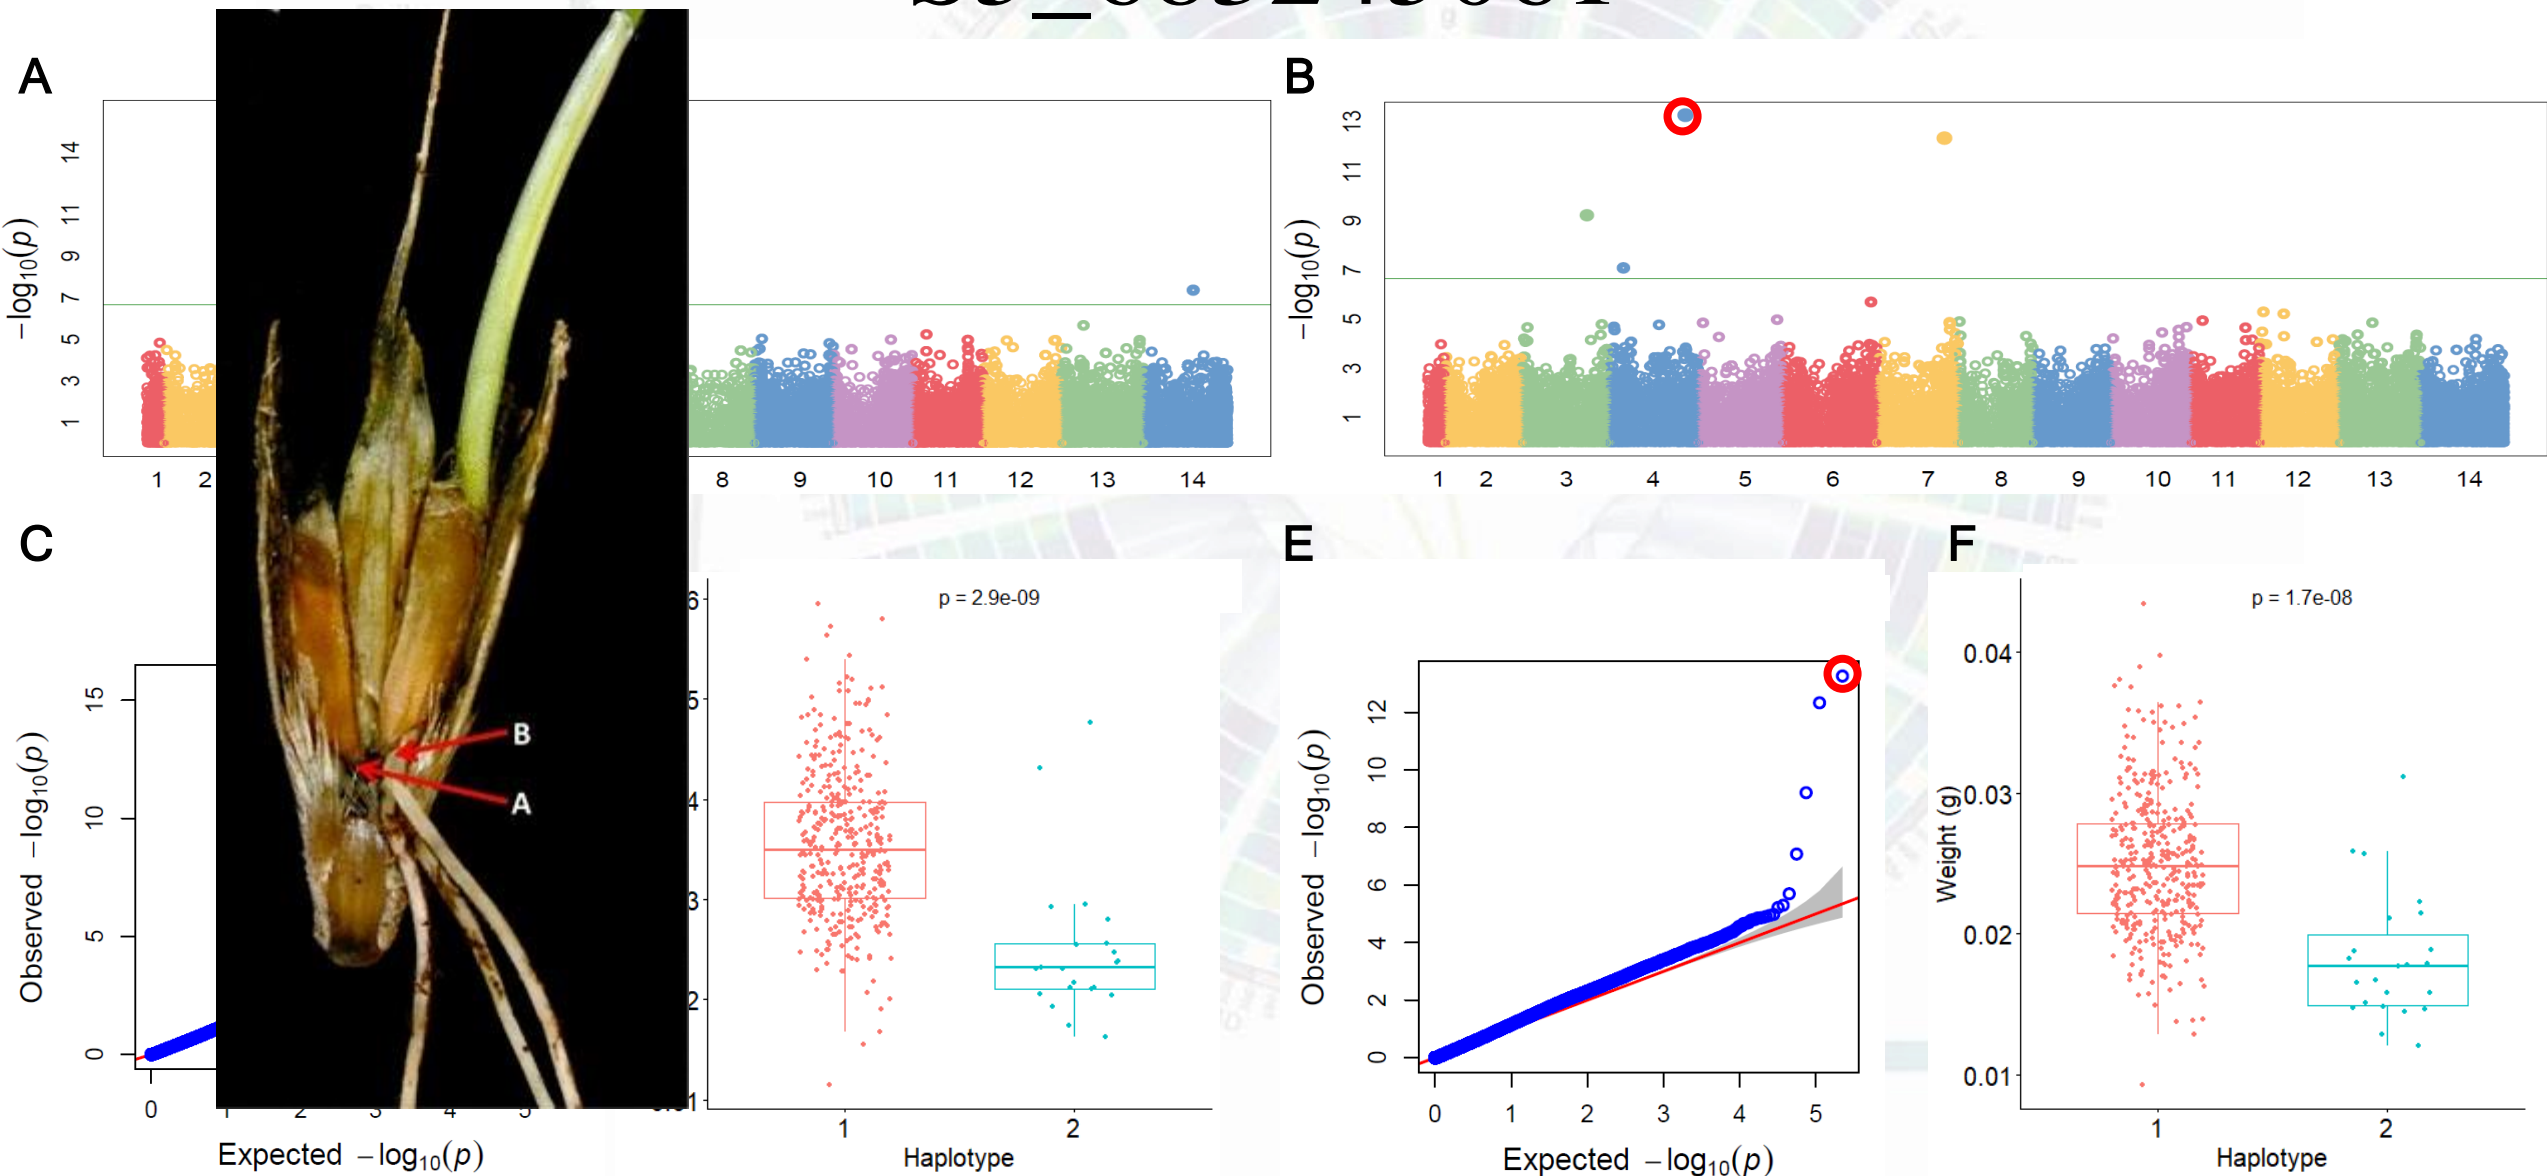 A
B
−log10(p)
14
11
9
7
5
3
1
1 2 8 9 10 11 12 13 14
−log10(p)
13
11
9
7
5
3
1
1 2 3 4 5 6 7 8 9 10 11 12 13 14
B
A
C
E
F
Observed −log10(p)
15
10
5
0
0 1 2 3 4 5
Expected −log10(p)
p = 2.9e-09
6
5
4
3
2
1 2
Haplotype
Observed −log10(p)
12
10
8
6
4
2
0
0 1 2 3 4 5
Expected −log10(p)
p = 1.7e-08
Weight (g)
0.04
0.03
0.02
0.01
1 2
Haplotype